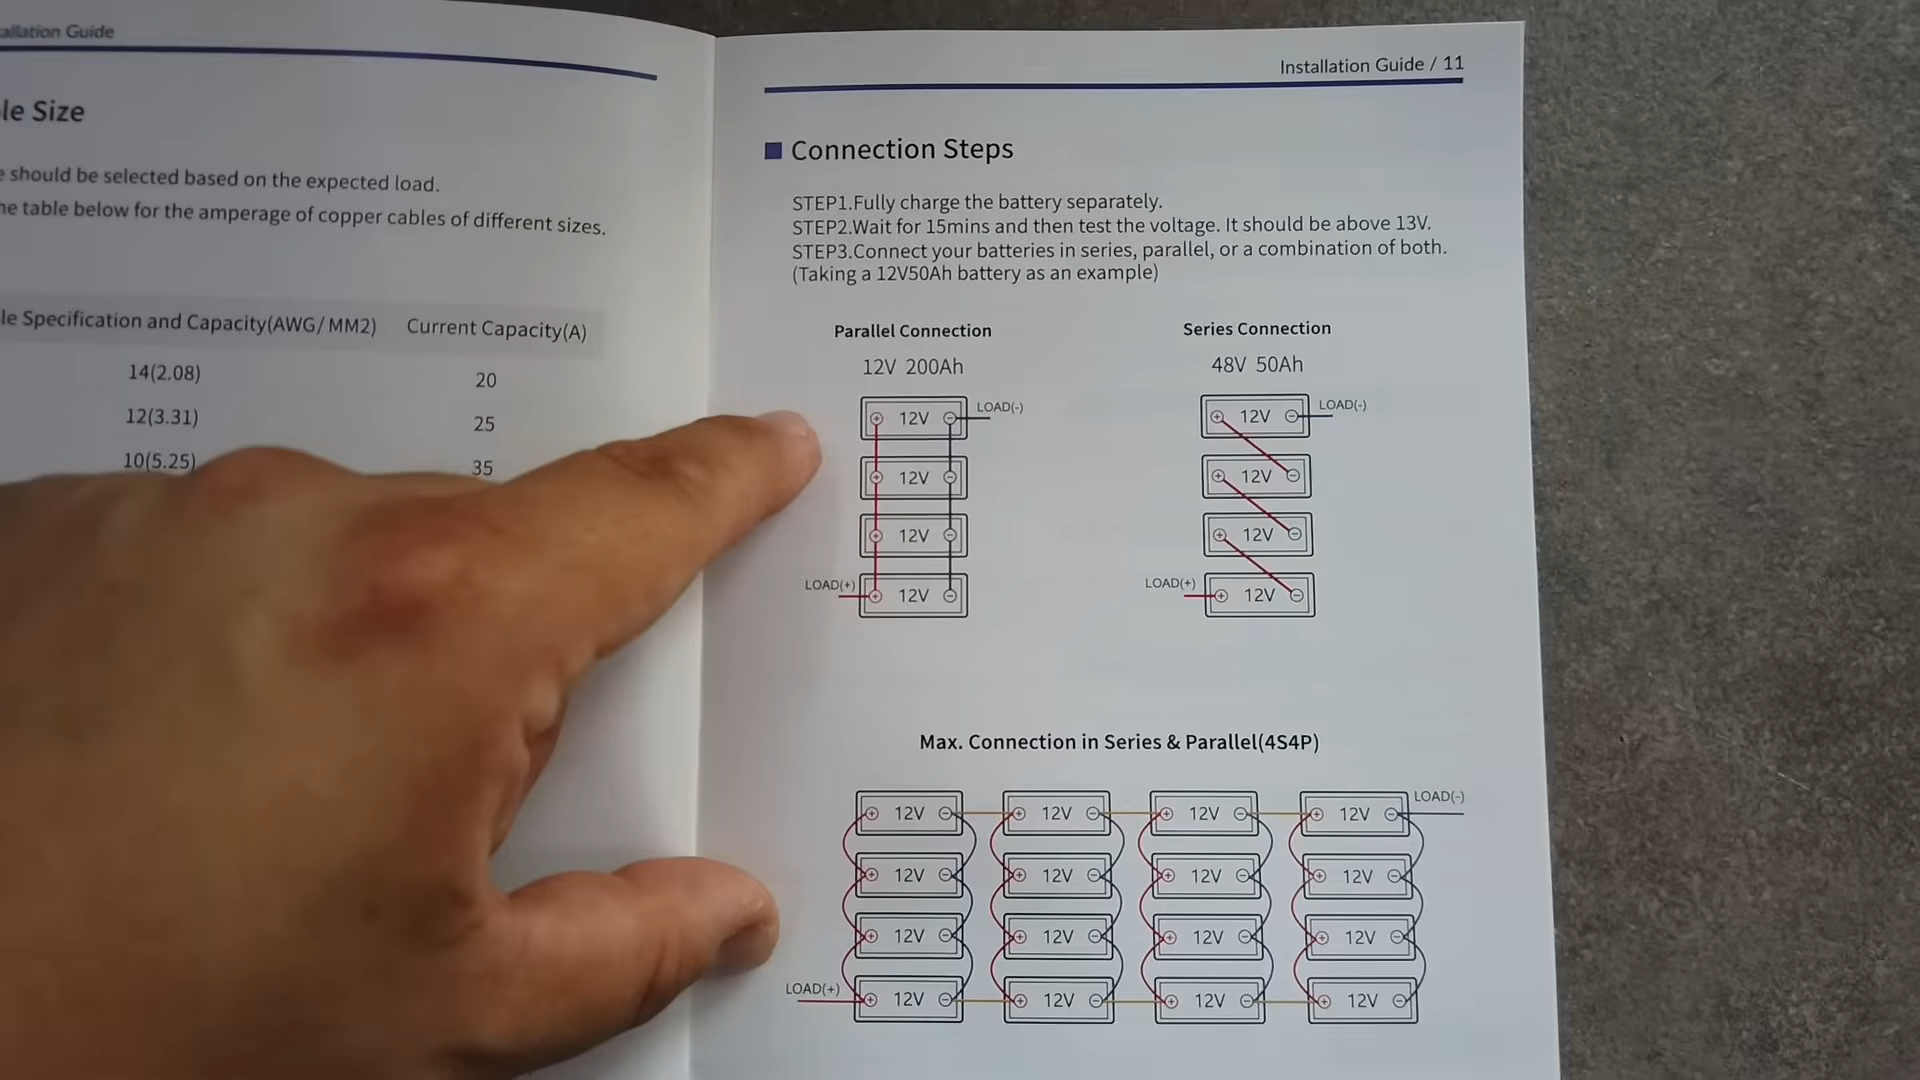 allation Guide
le Size
e should be selected based on the expected load.
he table below for the amperage of copper cables of different sizes.
le Specification and Capacity(AWG/ MM2) Current Capacity(A)
14(2.08) 20
12(3.31) 25
10(5.25) 35
Installation Guide / 11
Connection Steps
STEP1.Fully charge the battery separately.
STEP2.Wait for 15mins and then test the voltage. It should be above 13V.
STEP3.Connect your batteries in series, parallel, or a combination of both.
(Taking a 12V50Ah battery as an example)
Parallel Connection
12V 200Ah
12V LOAD(-)
12V
12V
LOAD(+) 12V
Series Connection
48V 50Ah
12V LOAD(-)
12V
12V
LOAD(+) 12V
Max. Connection in Series & Parallel(4S4P)
12V 12V 12V 12V LOAD(-)
12V 12V 12V 12V
12V 12V 12V 12V
LOAD(+) 12V 12V 12V 12V